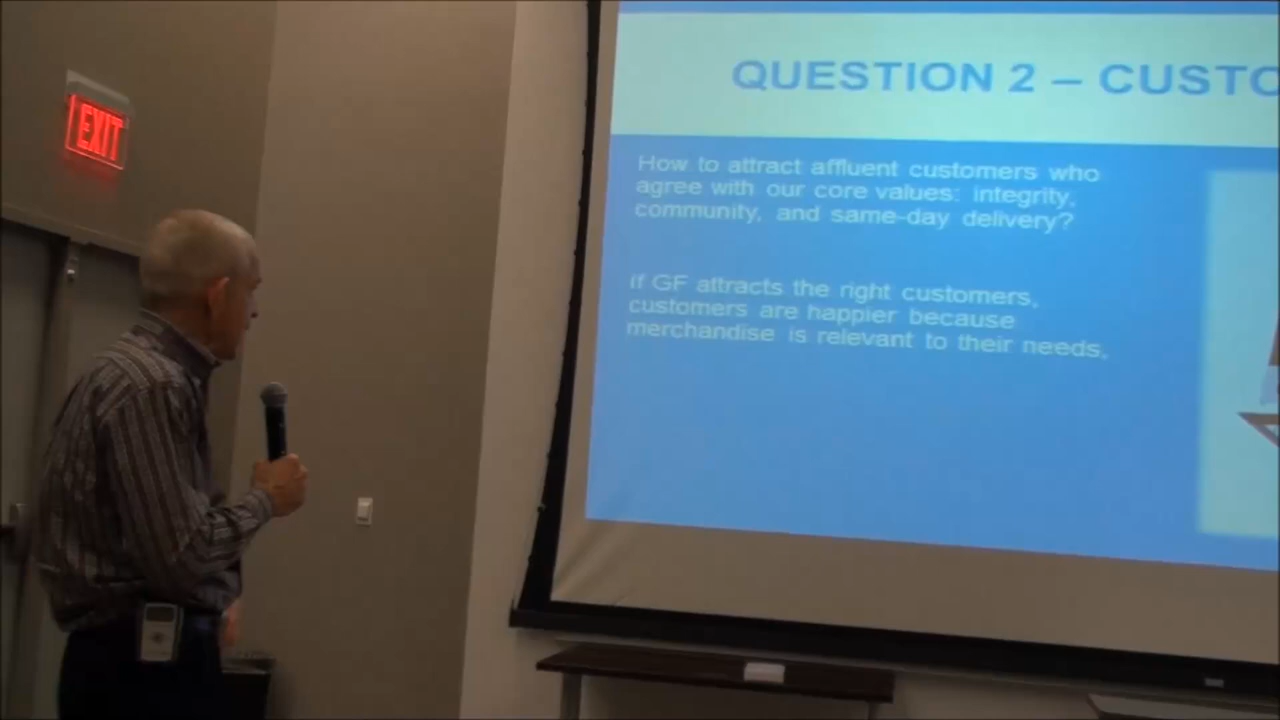 EXIT
QUESTION 2 – CUSTO
How to attract affluent customers who
agree with our core values: integrity,
community, and same-day delivery?
if GF attracts the right customers,
customers are happier because
merchandise is relevant to their needs.